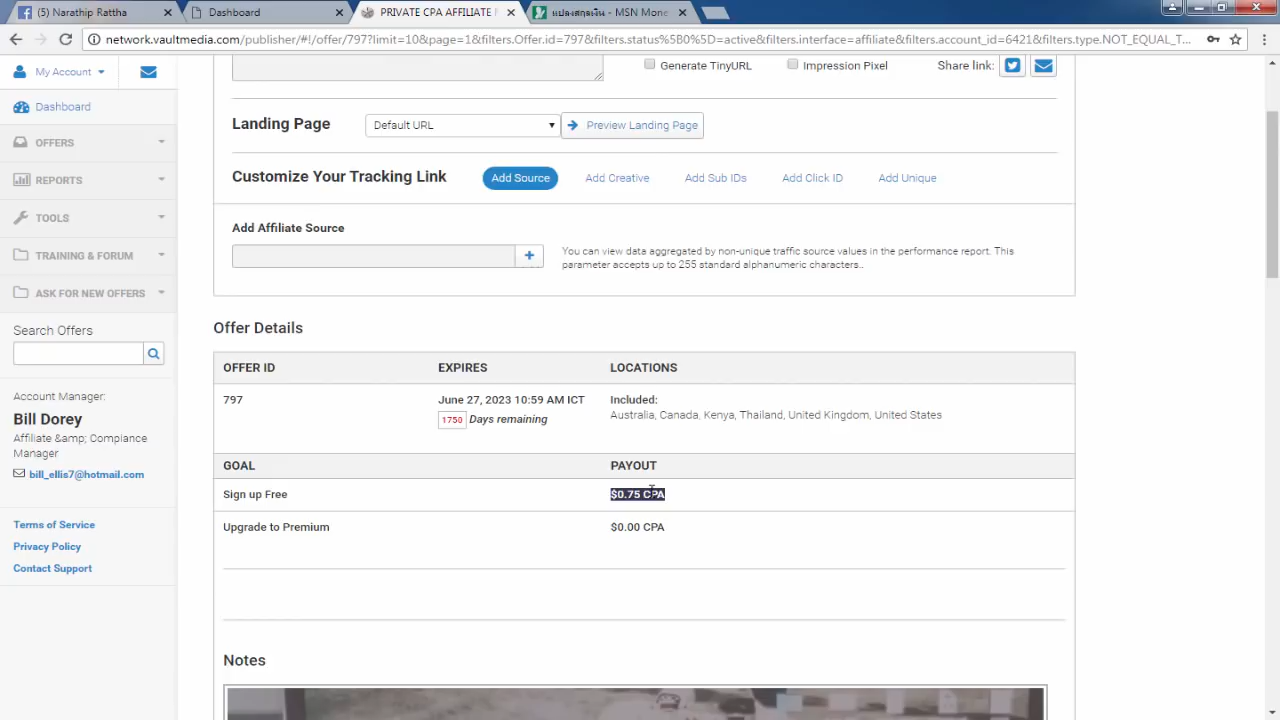 (5) Narathip Rattha
Dashboard
PRIVATE CPA AFFILIATE
แปลงสกุลเงิน - MSN Mone
network.vaultmedia.com/publisher/#!/offer/797?limit=10&page=1&filters.Offer.id=797&filters.status%5B0%5D=active&filters.interface=affiliate&filters.account_id=6421&filters.type.NOT_EQUAL_T...
My Account
Generate TinyURL
Impression Pixel
Share link:
Dashboard
OFFERS
REPORTS
TOOLS
TRAINING & FORUM
ASK FOR NEW OFFERS
Search Offers
Account Manager:
Bill Dorey
Affiliate &amp; Compiance
Manager
bill_ellis7@hotmail.com
Terms of Service
Privacy Policy
Contact Support
Landing Page
Default URL
Preview Landing Page
Customize Your Tracking Link
Add Source
Add Creative
Add Sub IDs
Add Click ID
Add Unique
Add Affiliate Source
You can view data aggregated by non-unique traffic source values in the performance report. This
parameter accepts up to 255 standard alphanumeric characters..
Offer Details
OFFER ID
EXPIRES
LOCATIONS
797
June 27, 2023 10:59 AM ICT
1750 Days remaining
Included:
Australia, Canada, Kenya, Thailand, United Kingdom, United States
GOAL
PAYOUT
Sign up Free
$0.75 CPA
Upgrade to Premium
$0.00 CPA
Notes